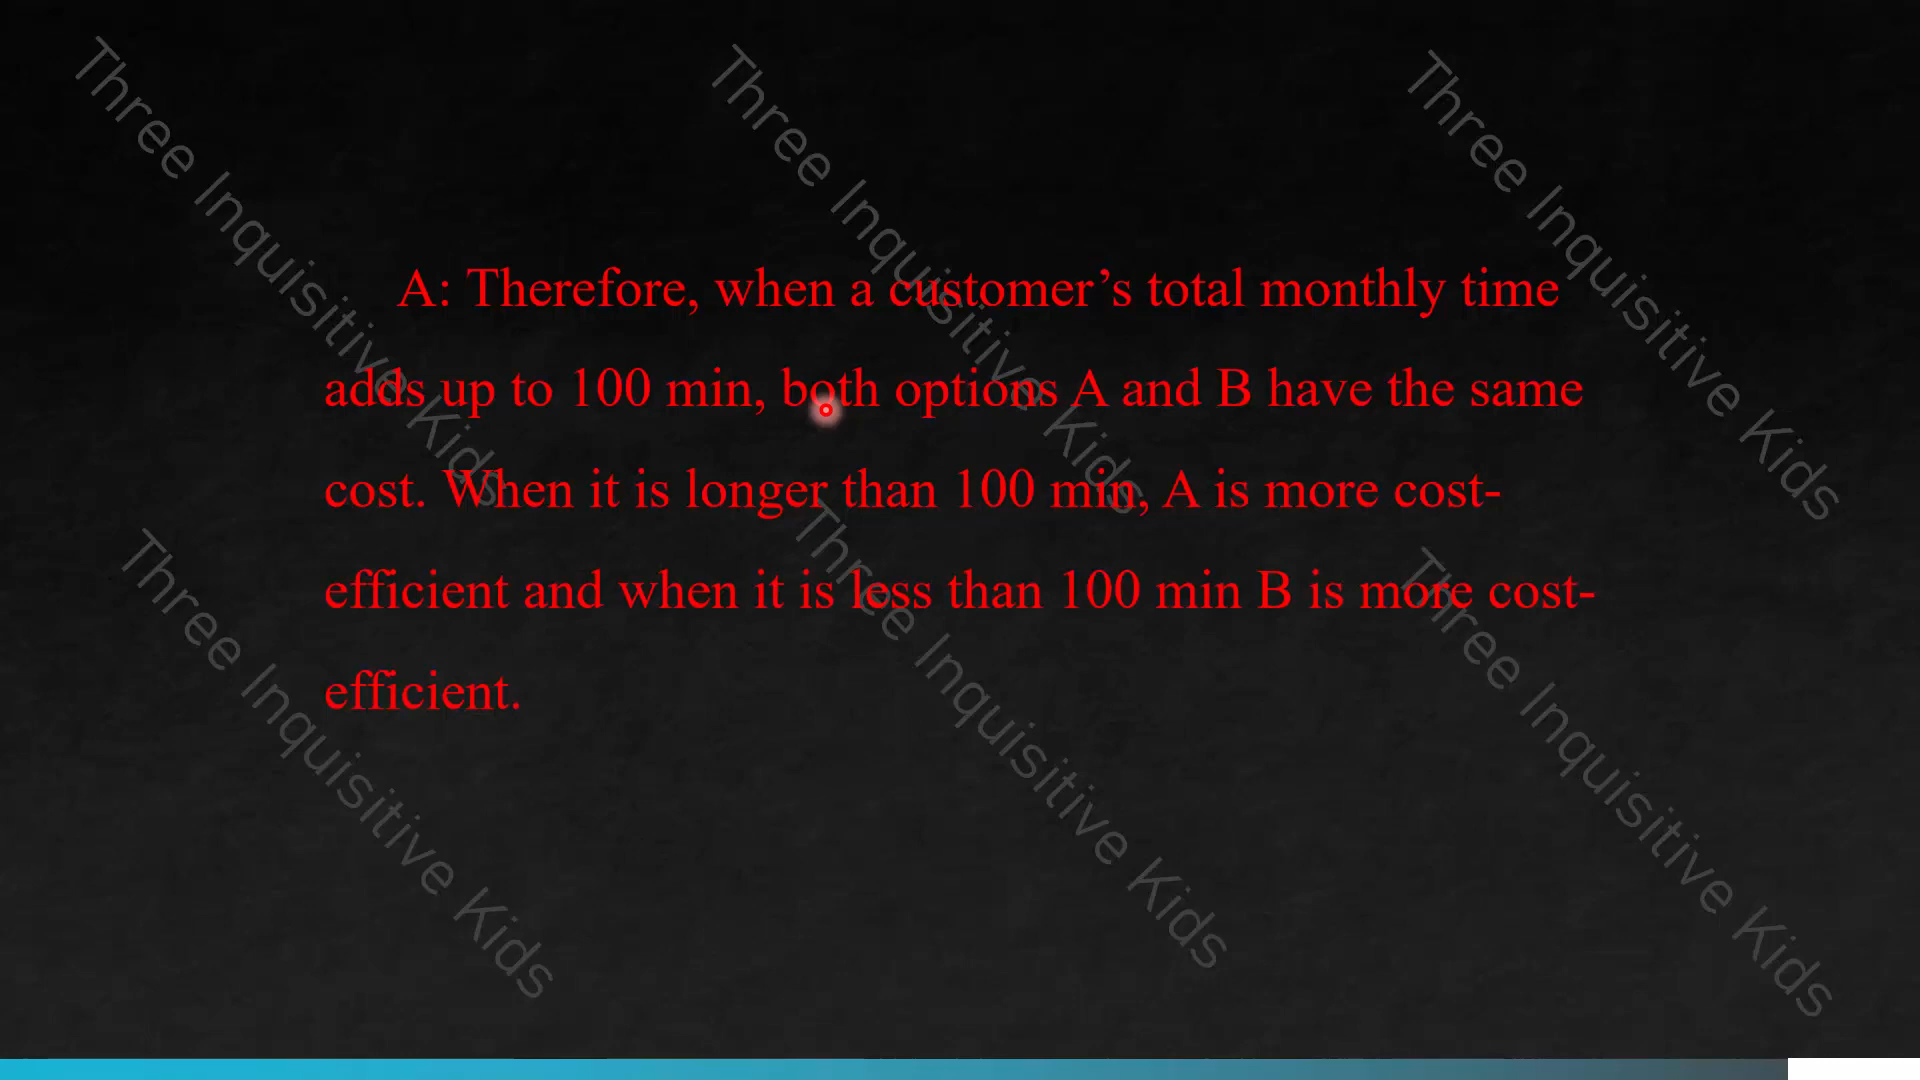 A: Therefore, when a customer’s total monthly time
adds up to 100 min, both options A and B have the same
cost. When it is longer than 100 min, A is more cost-
efficient and when it is less than 100 min B is more cost-
efficient.
Three Inquisitive Kids
Three Inquisitive Kids
Three Inquisitive Kids
Three Inquisitive Kids
Three Inquisitive Kids
Three Inquisitive Kids